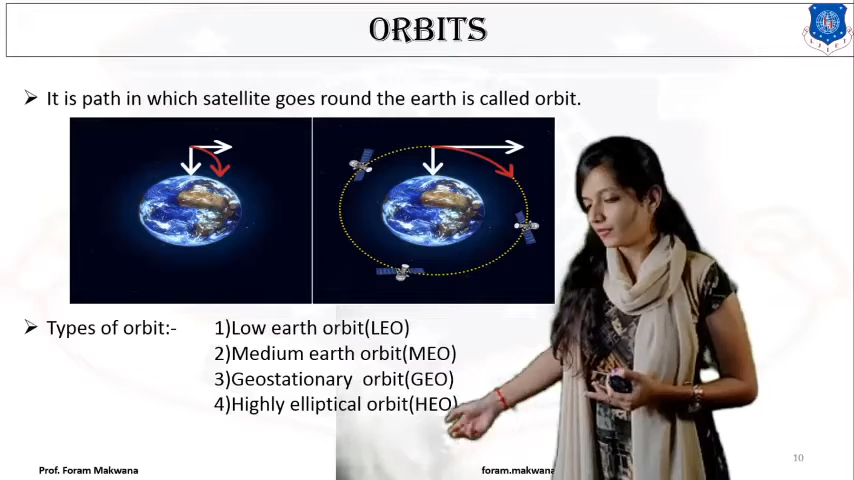 ORBITS
➢ It is path in which satellite goes round the earth is called orbit.
➢ Types of orbit:- 1)Low earth orbit(LEO)
2)Medium earth orbit(MEO)
3)Geostationary orbit(GEO)
4)Highly elliptical orbit(HEO)
10
Prof. Foram Makwana foram.makwana